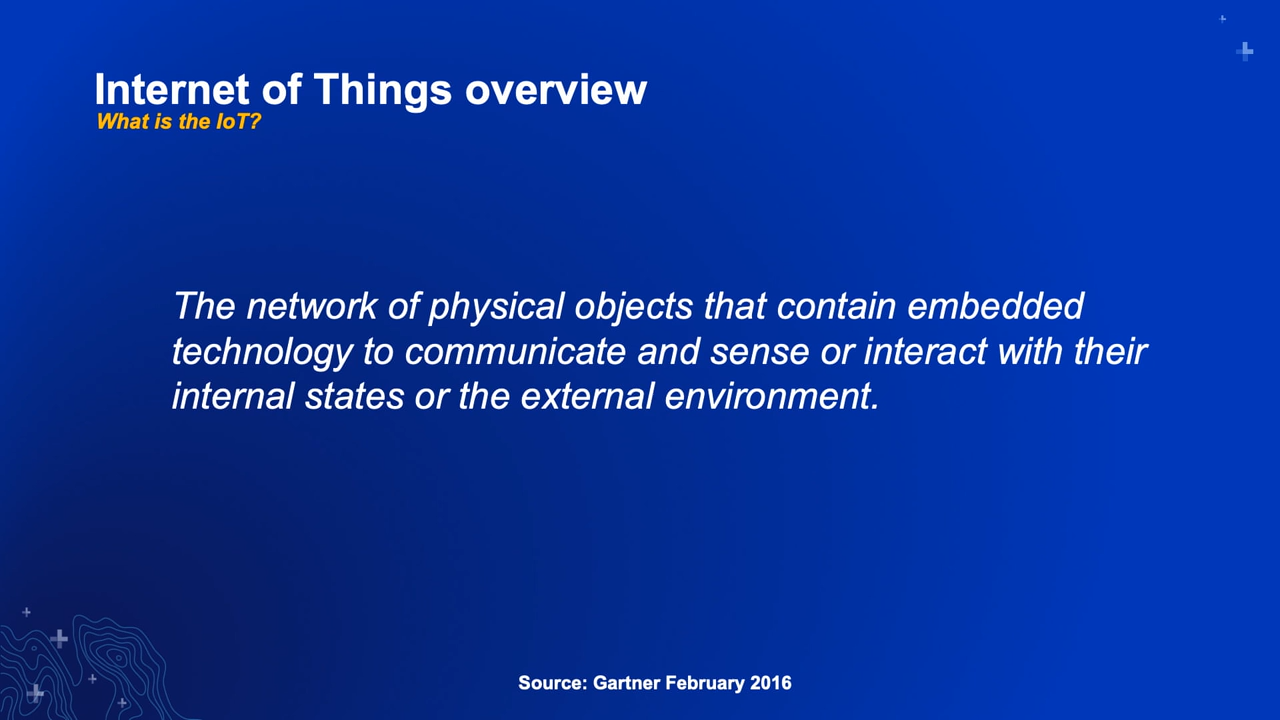 Internet of Things overview
What is the IoT?
The network of physical objects that contain embedded
technology to communicate and sense or interact with their
internal states or the external environment.
Source: Gartner February 2016